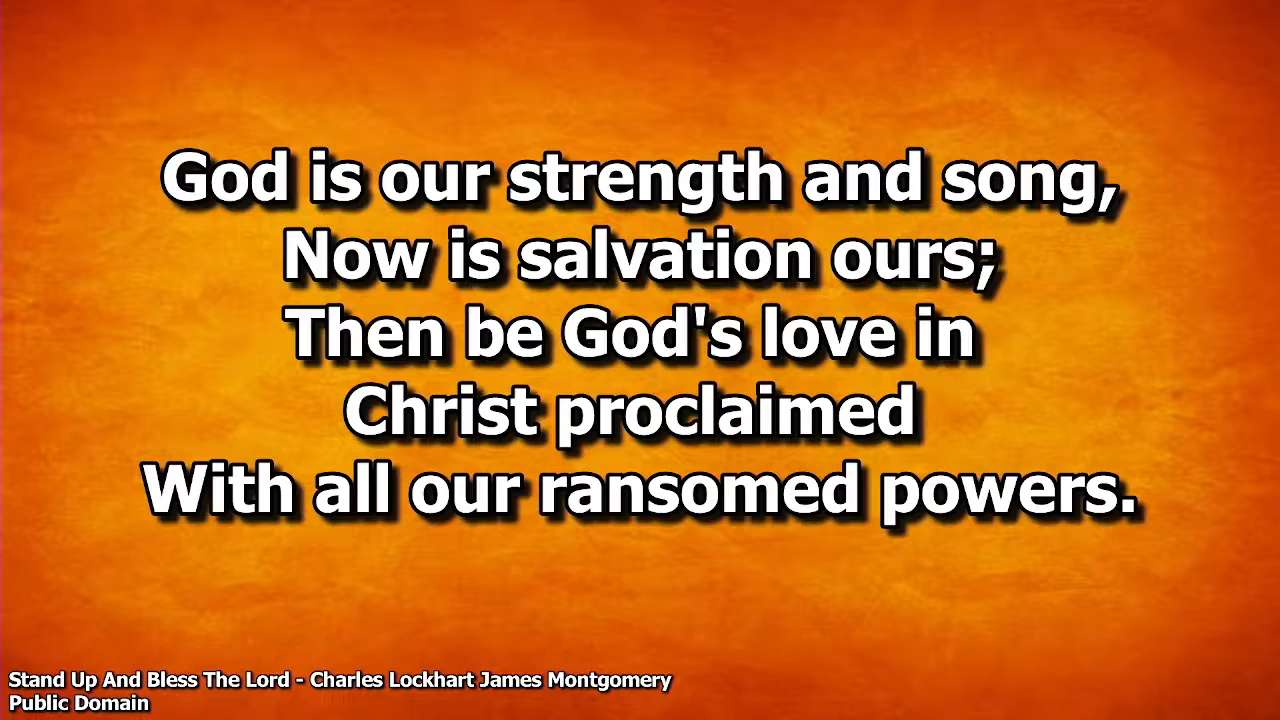 God is our strength and song,
Now is salvation ours;
Then be God's love in
Christ proclaimed
With all our ransomed powers.
Stand Up And Bless The Lord - Charles Lockhart James Montgomery
Public Domain